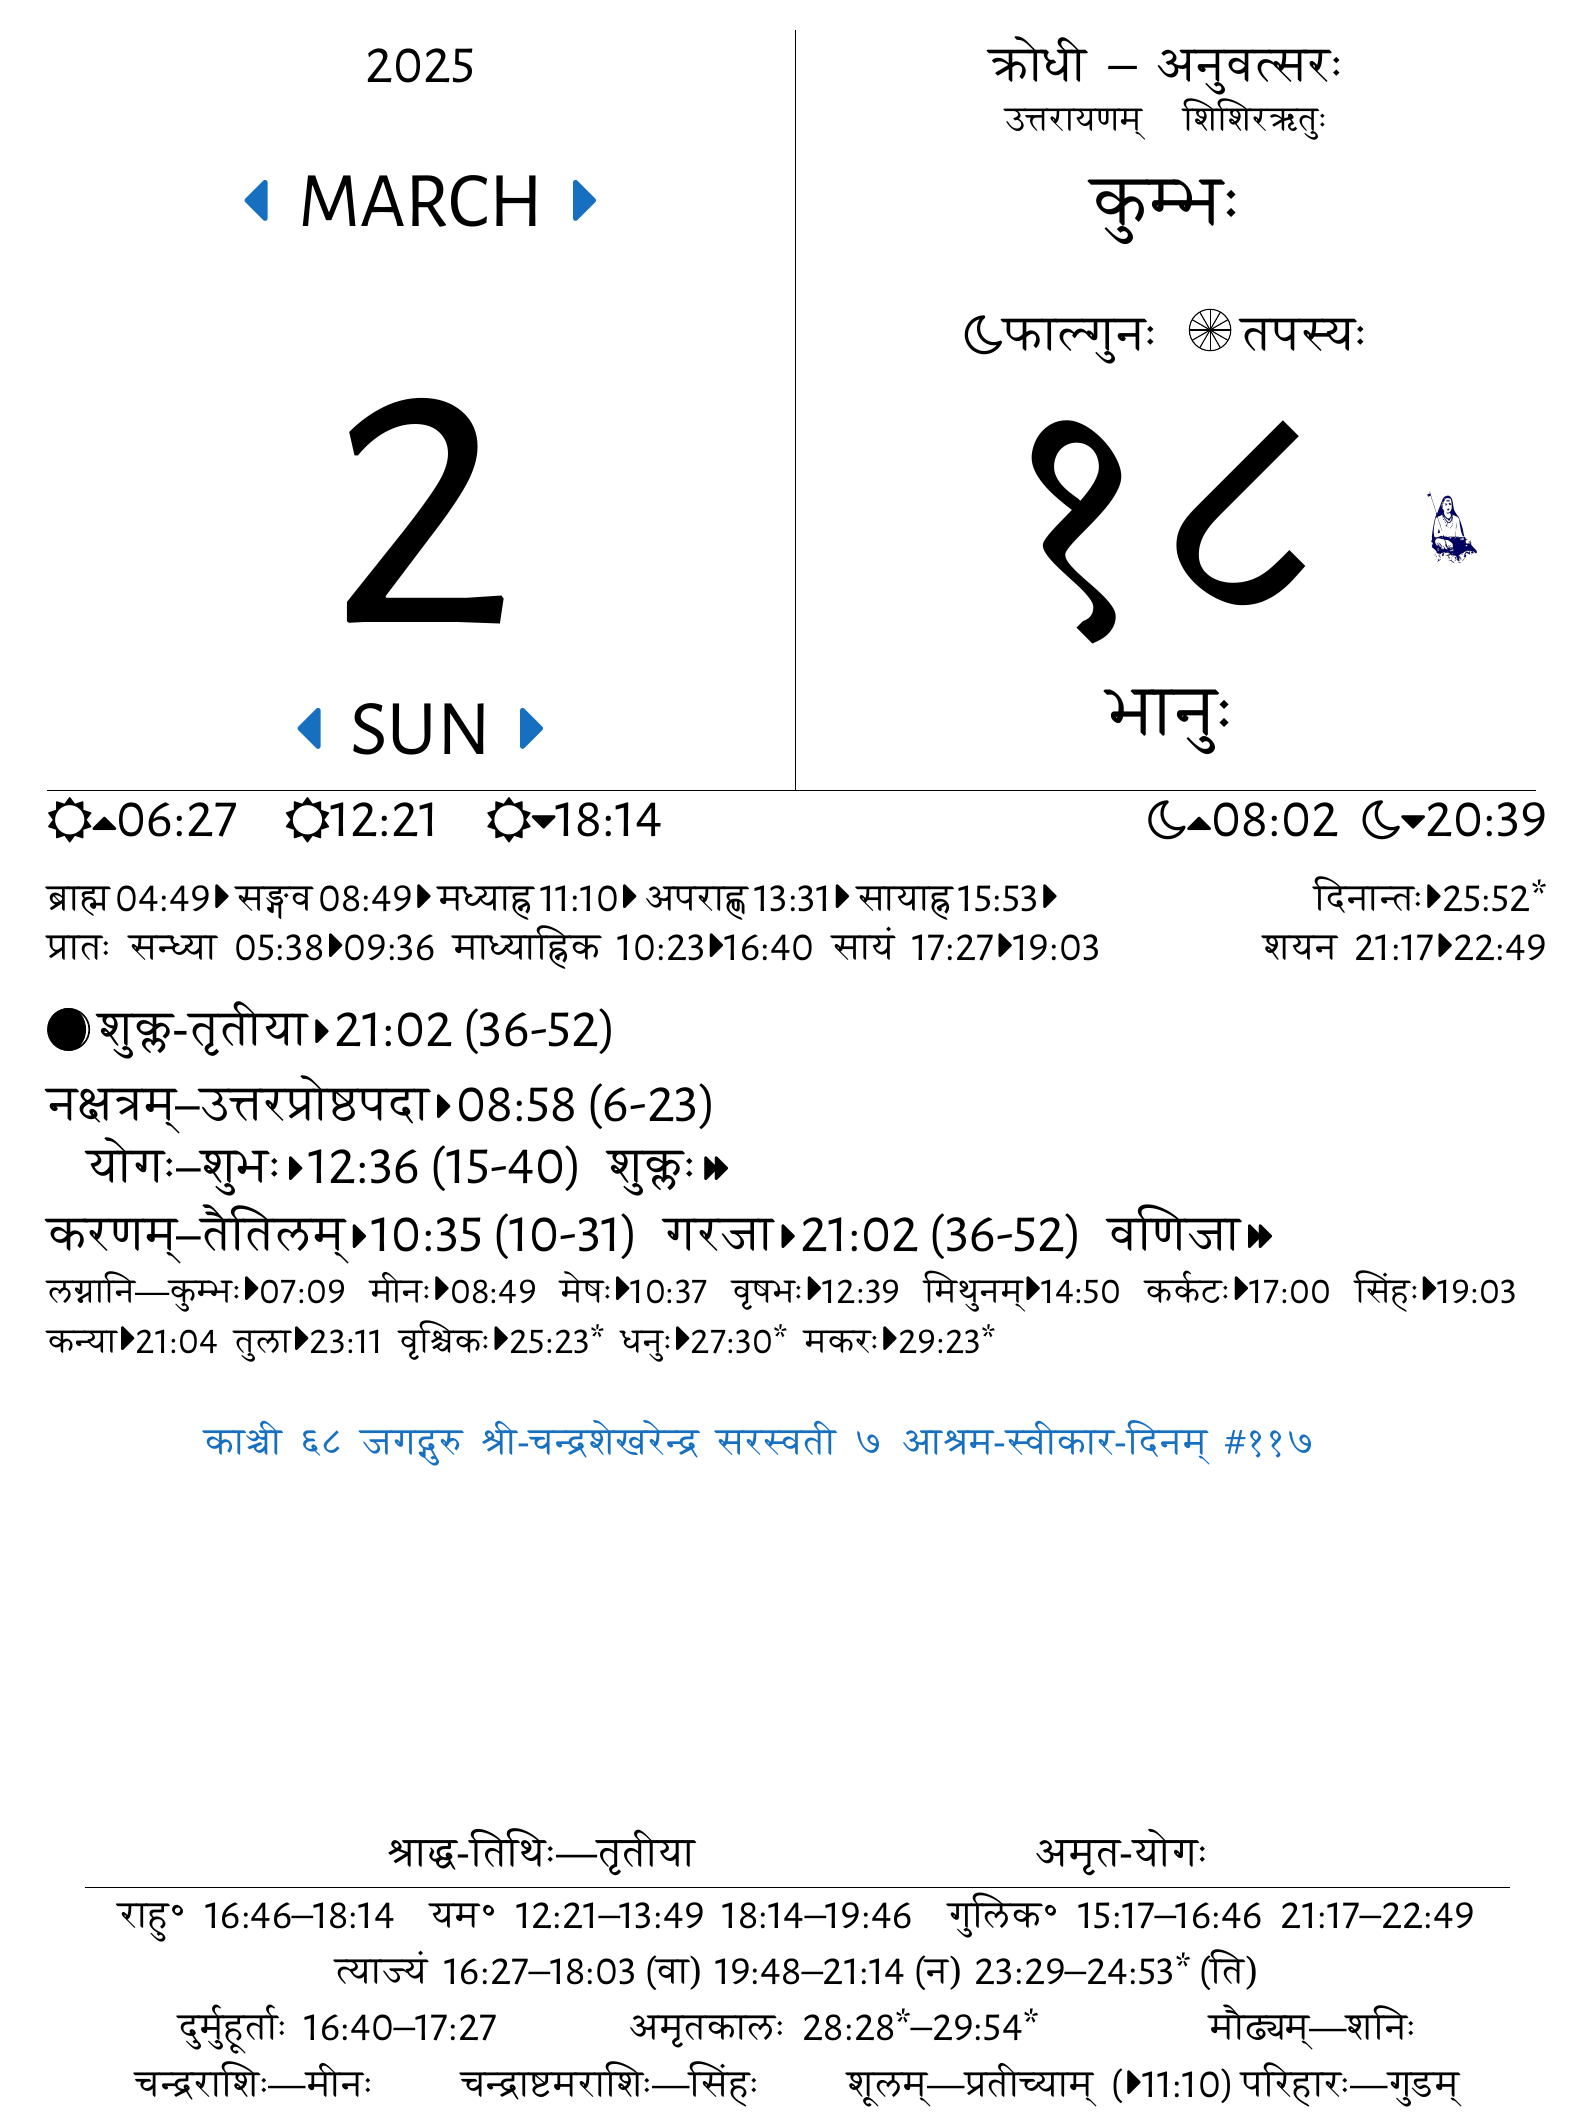 2025
MARCH
2
SUN
क्रोधी – अनुवत्सरः
उत्तरायणम् शिशिरऋतुः
कुम्भः
फाल्गुनः तपस्यः
१८
भानुः
06:27 12:21 18:14 08:02 20:39
ब्राह्म 04:49 सङ्गव 08:49 मध्याह्न 11:10 अपराह्ण 13:31 सायाह्न 15:53 दिनान्तः 25:52*
प्रातः सन्ध्या 05:38 09:36 माध्याह्निक 10:23 16:40 सायं 17:27 19:03 शयन 21:17 22:49
शुक्ल-तृतीया 21:02 (36-52)
नक्षत्रम्–उत्तरप्रोष्ठपदा 08:58 (6-23)
योगः–शुभः 12:36 (15-40) शुक्लः
करणम्–तैतिलम् 10:35 (10-31) गरजा 21:02 (36-52) वणिजा
लग्नानि—कुम्भः 07:09 मीनः 08:49 मेषः 10:37 वृषभः 12:39 मिथुनम् 14:50 कर्कटः 17:00 सिंहः 19:03
कन्या 21:04 तुला 23:11 वृश्चिकः 25:23* धनुः 27:30* मकरः 29:23*
काञ्ची ६८ जगद्गुरु श्री-चन्द्रशेखरेन्द्र सरस्वती ७ आश्रम-स्वीकार-दिनम् #११७
श्राद्ध-तिथिः—तृतीया अमृत-योगः
राहु॰ 16:46–18:14 यम॰ 12:21–13:49 18:14–19:46 गुलिक॰ 15:17–16:46 21:17–22:49
त्याज्यं 16:27–18:03 (वा) 19:48–21:14 (न) 23:29–24:53* (ति)
दुर्मुहूर्ताः 16:40–17:27 अमृतकालः 28:28*–29:54* मौढ्यम्—शनिः
चन्द्रराशिः—मीनः चन्द्राष्टमराशिः—सिंहः शूलम्—प्रतीच्याम् (11:10) परिहारः—गुडम्